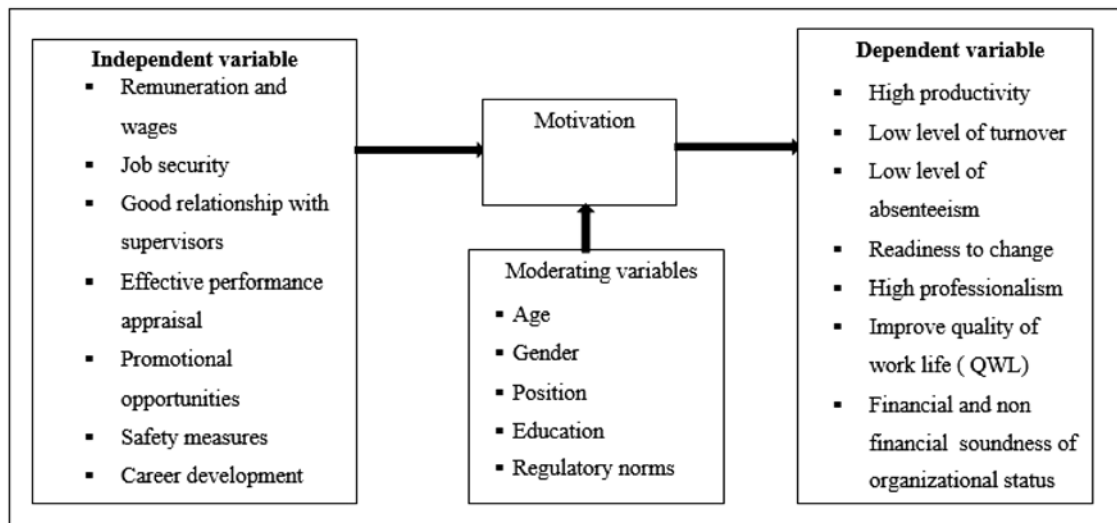 Independent variable
▪ Remuneration and
wages
▪ Job security
▪ Good relationship with
supervisors
▪ Effective performance
appraisal
▪ Promotional
opportunities
▪ Safety measures
▪ Career development
Motivation
Moderating variables
▪ Age
▪ Gender
▪ Position
▪ Education
▪ Regulatory norms
Dependent variable
▪ High productivity
▪ Low level of turnover
▪ Low level of
absenteeism
▪ Readiness to change
▪ High professionalism
▪ Improve quality of
work life ( QWL)
▪ Financial and non
financial soundness of
organizational status